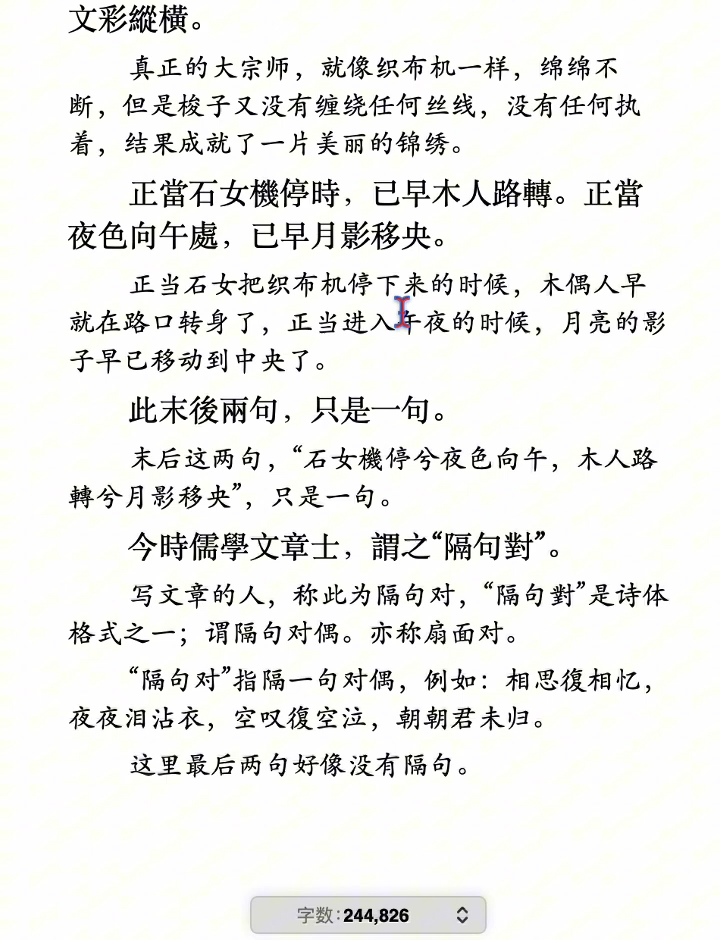 文彩縱橫。
真正的大宗师，就像织布机一样，绵绵不
断，但是梭子又没有缠绕任何丝线，没有任何执
着，结果成就了一片美丽的锦绣。
正當石女機停時，已早木人路轉。正當
夜色向午處，已早月影移央。
正当石女把织布机停下来的时候，木偶人早
就在路口转身了，正当进入午夜的时候，月亮的影
子早已移动到中央了。
此末後兩句，只是一句。
末后这两句，“石女機停兮夜色向午，木人路
轉兮月影移央”，只是一句。
今時儒學文章士，謂之“隔句對”。
写文章的人，称此为隔句对，“隔句對”是诗体
格式之一；谓隔句对偶。亦称扇面对。
“隔句对”指隔一句对偶，例如：相思復相忆，
夜夜泪沾衣，空叹復空泣，朝朝君未归。
这里最后两句好像没有隔句。
字数：244,826